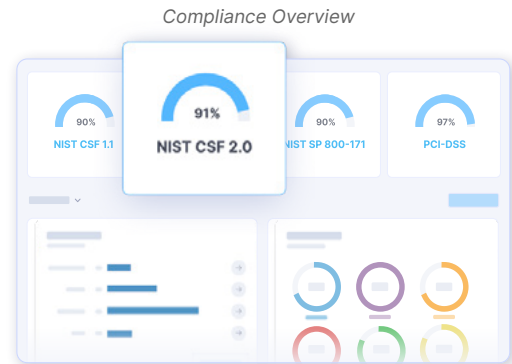 Compliance Overview
90%
NIST CSF 1.1
91%
NIST CSF 2.0
90%
NIST SP 800-171
97%
PCI-DSS